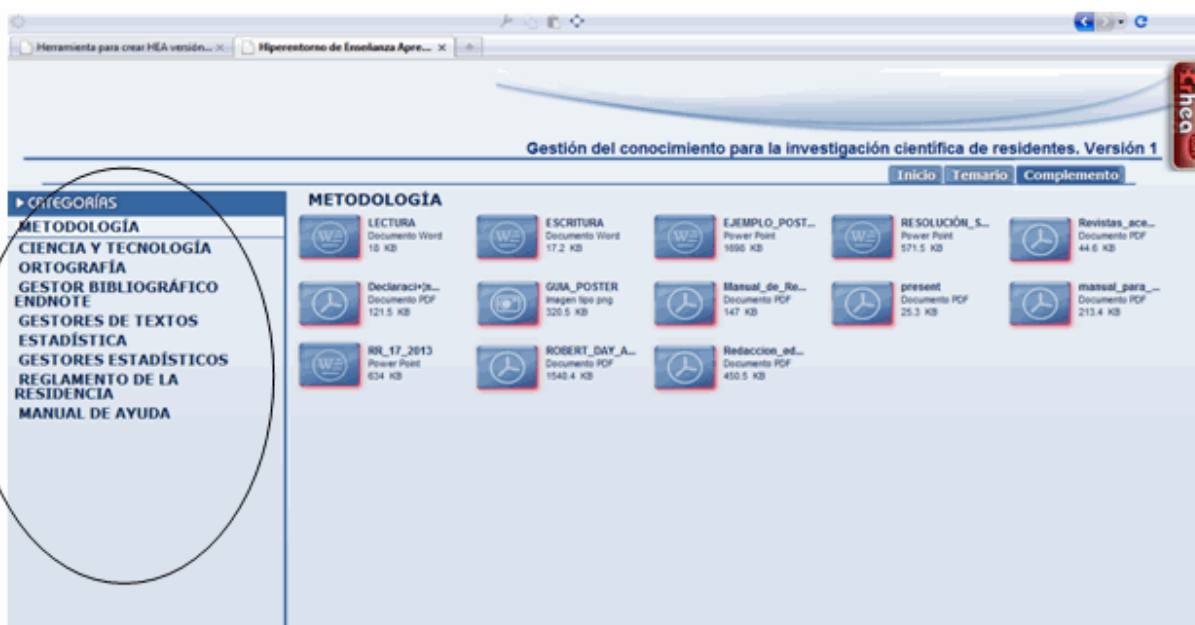 Herramienta para crear HEA versión...
Hiperentorno de Enseñanza Apre...
crhea
Gestión del conocimiento para la investigación científica de residentes. Versión 1
Inicio Temario Complemento
CATEGORÍAS
METODOLOGÍA
CIENCIA Y TECNOLOGÍA
ORTOGRAFÍA
GESTOR BIBLIOGRÁFICO
ENDNOTE
GESTORES DE TEXTOS
ESTADÍSTICA
GESTORES ESTADÍSTICOS
REGLAMENTO DE LA
RESIDENCIA
MANUAL DE AYUDA
METODOLOGÍA
LECTURA
Documento Word
18 KB
ESCRITURA
Documento Word
17.2 KB
EJEMPLO_POST...
Power Point
1698 KB
RESOLUCIÓN_S...
Power Point
571.5 KB
Revistas_ace...
Documento PDF
44.6 KB
Declaraci+¦n...
Documento PDF
121.5 KB
GUIA_POSTER
Imagen tipo png
320.5 KB
Manual_de_Re...
Documento PDF
147 KB
present
Documento PDF
25.3 KB
manual_para_...
Documento PDF
213.4 KB
RR_17_2013
Power Point
634 KB
ROBERT_DAY_A...
Documento PDF
1540.4 KB
Redaccion_ed...
Documento PDF
450.5 KB